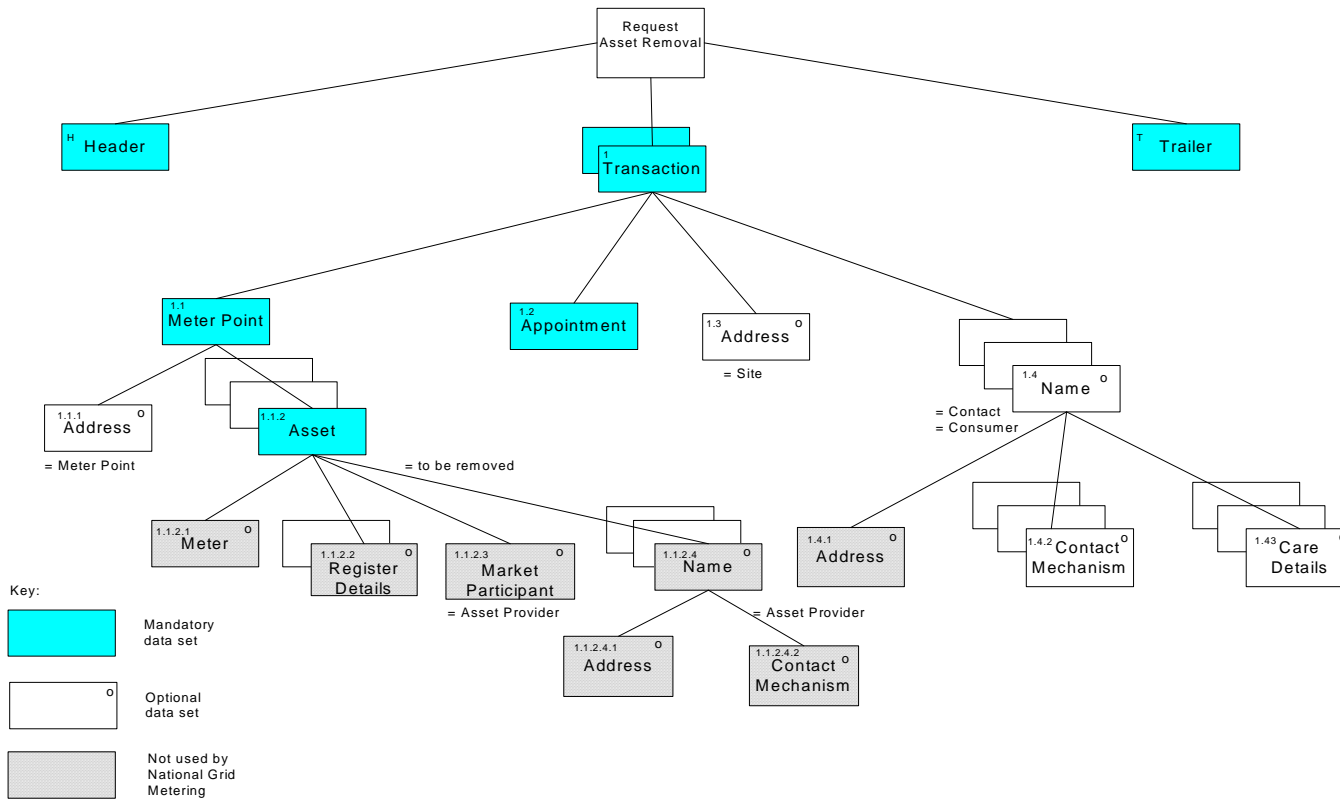 Request
Asset Removal
H
Header
1
Transaction
T
Trailer
1.1
Meter Point
1.2
Appointment
1.3
Address
O
= Site
1.4
Name
O
= Contact
= Consumer
1.1.1
Address
O
= Meter Point
1.1.2
Asset
= to be removed
1.1.2.1
Meter
O
1.1.2.2
Register
Details
O
1.1.2.3
Market
Participant
O
= Asset Provider
1.1.2.4
Name
O
= Asset Provider
1.4.1
Address
O
1.4.2
Contact
Mechanism
O
1.43
Care
Details
O
1.1.2.4.1
Address
O
1.1.2.4.2
Contact
Mechanism
O
Key:
Mandatory
data set
O
Optional
data set
Not used by
National Grid
Metering